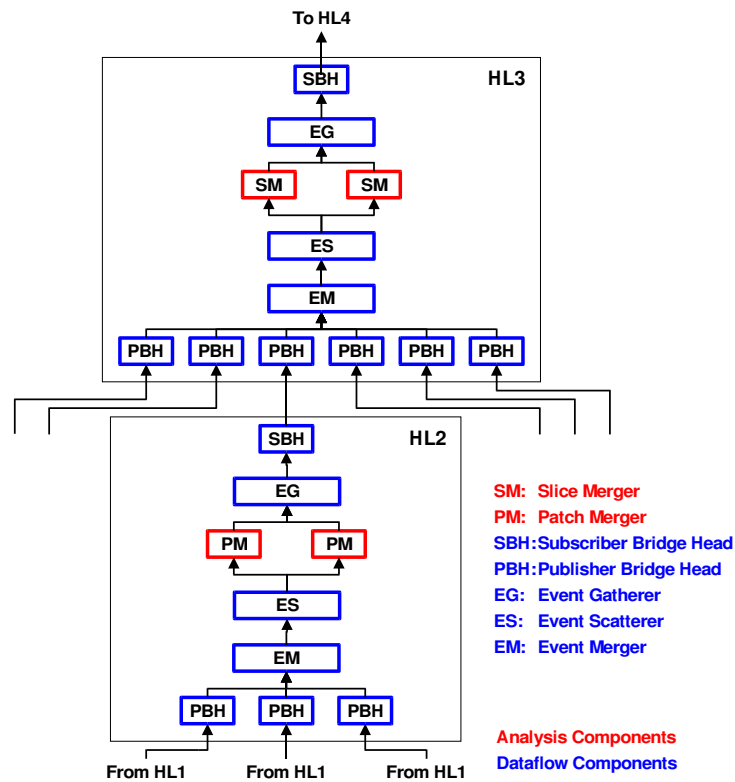 To HL4
HL3
SBH
EG
SM SM
ES
EM
PBH PBH PBH PBH PBH PBH
HL2
SBH
EG
PM PM
ES
EM
PBH PBH PBH
From HL1 From HL1 From HL1
SM: Slice Merger
PM: Patch Merger
SBH: Subscriber Bridge Head
PBH: Publisher Bridge Head
EG: Event Gatherer
ES: Event Scatterer
EM: Event Merger
Analysis Components
Dataflow Components